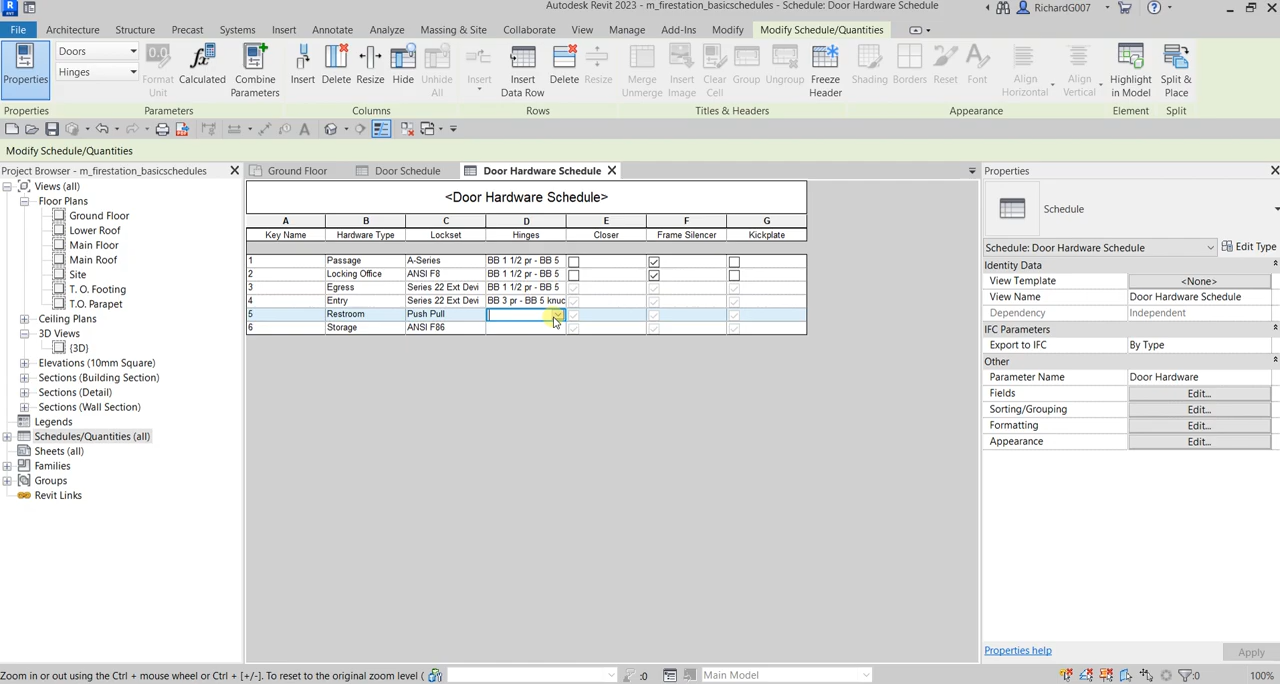 Autodesk Revit 2023 - m_firestation_basicschedules - Schedule: Door Hardware Schedule
RichardG007
File Architecture Structure Precast Systems Insert Annotate Analyze Massing & Site Collaborate View Manage Add-Ins Modify Modify Schedule/Quantities
Properties
Doors
Hinges
Format Unit
Calculated
Combine Parameters
Insert
Delete
Resize
Hide
Unhide All
Insert
Insert Data Row
Delete
Resize
Merge Unmerge
Insert Image
Clear Cell
Group
Ungroup
Freeze Header
Shading
Borders
Reset
Font
Align Horizontal
Align Vertical
Highlight in Model
Split & Place
Properties Parameters Columns Rows Titles & Headers Appearance Element Split
Modify Schedule/Quantities
Project Browser - m_firestation_basicschedules
Views (all)
Floor Plans
Ground Floor
Lower Roof
Main Floor
Main Roof
Site
T. O. Footing
T.O. Parapet
Ceiling Plans
3D Views
{3D}
Elevations (10mm Square)
Sections (Building Section)
Sections (Detail)
Sections (Wall Section)
Legends
Schedules/Quantities (all)
Sheets (all)
Families
Groups
Revit Links
Ground Floor Door Schedule Door Hardware Schedule
<Door Hardware Schedule>
A B C D E F G
Key Name Hardware Type Lockset Hinges Closer Frame Silencer Kickplate
1 Passage A-Series BB 1 1/2 pr - BB 5
2 Locking Office ANSI F8 BB 1 1/2 pr - BB 5
3 Egress Series 22 Ext Devi BB 1 1/2 pr - BB 5
4 Entry Series 22 Ext Devi BB 3 pr - BB 5 knuc
5 Restroom Push Pull
6 Storage ANSI F86
Properties
Schedule
Schedule: Door Hardware Schedule Edit Type
Identity Data
View Template <None>
View Name Door Hardware Schedule
Dependency Independent
IFC Parameters
Export to IFC By Type
Other
Parameter Name Door Hardware
Fields Edit...
Sorting/Grouping Edit...
Formatting Edit...
Appearance Edit...
Properties help Apply
Zoom in or out using the Ctrl + mouse wheel or Ctrl + [+/-]. To reset to the original zoom level (
:0
Main Model
:0
100%